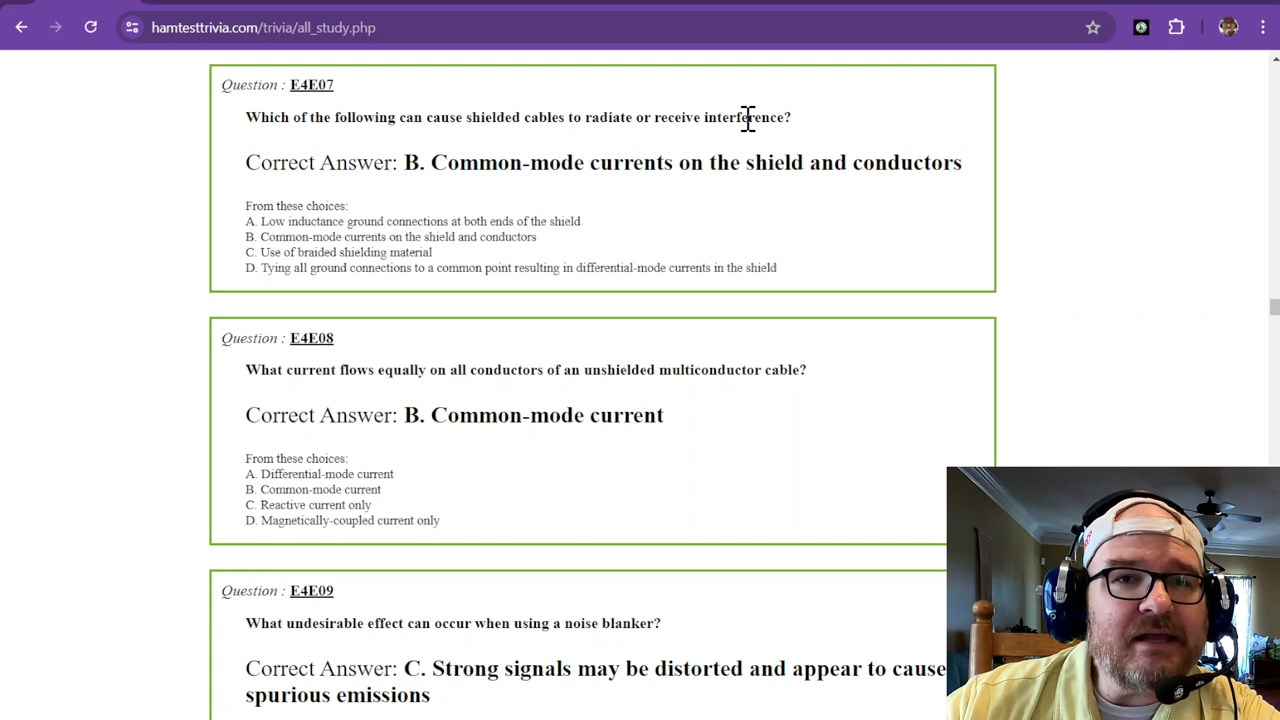 hamtesttrivia.com/trivia/all_study.php
Question : E4E07
Which of the following can cause shielded cables to radiate or receive interference?
Correct Answer: B. Common-mode currents on the shield and conductors
From these choices:
A. Low inductance ground connections at both ends of the shield
B. Common-mode currents on the shield and conductors
C. Use of braided shielding material
D. Tying all ground connections to a common point resulting in differential-mode currents in the shield
Question : E4E08
What current flows equally on all conductors of an unshielded multiconductor cable?
Correct Answer: B. Common-mode current
From these choices:
A. Differential-mode current
B. Common-mode current
C. Reactive current only
D. Magnetically-coupled current only
Question : E4E09
What undesirable effect can occur when using a noise blanker?
Correct Answer: C. Strong signals may be distorted and appear to cause
spurious emissions